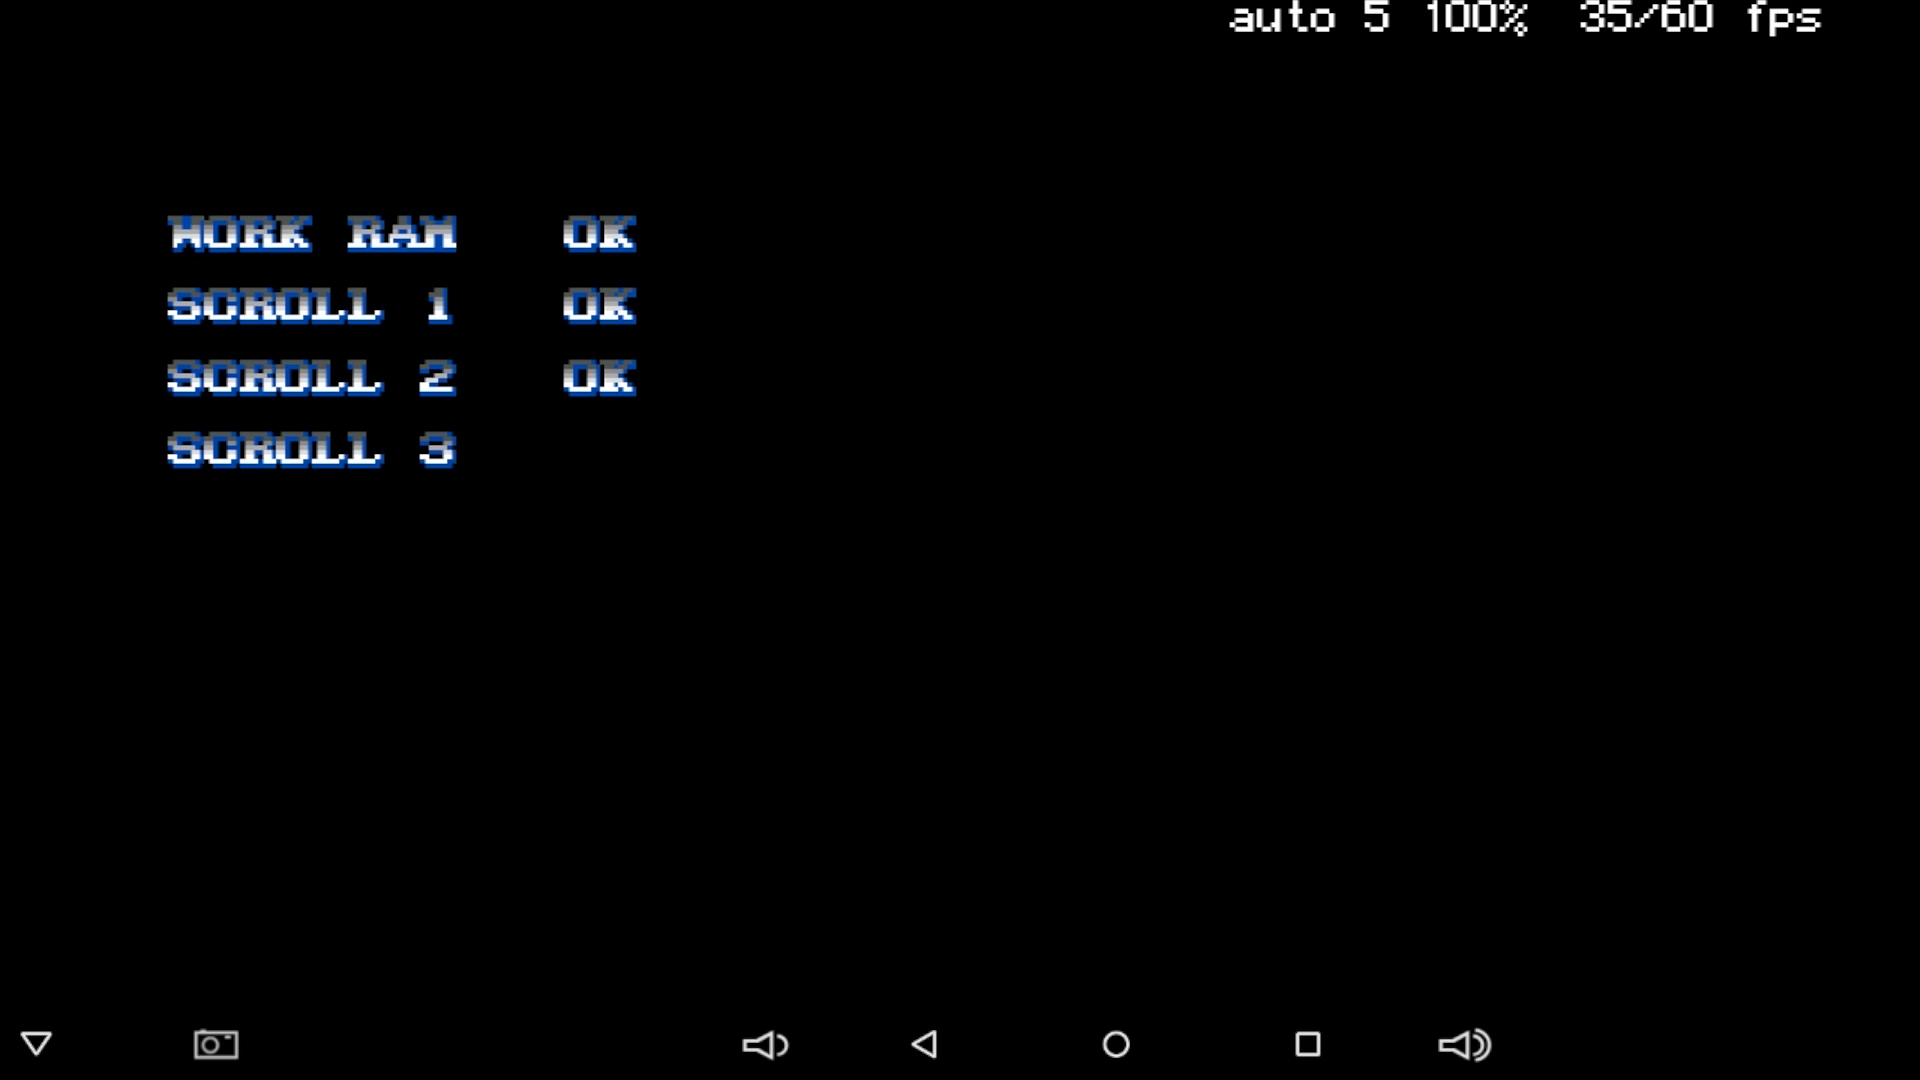 auto 5 100% 35/60 fps
WORK RAM OK
SCROLL 1 OK
SCROLL 2 OK
SCROLL 3